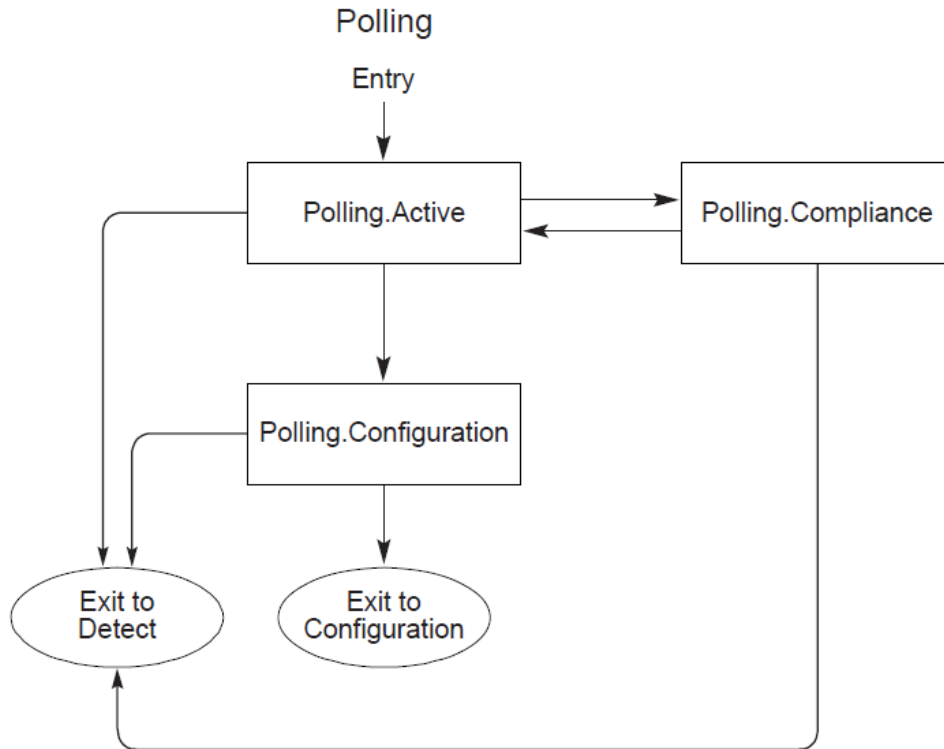 Polling
Entry
Polling.Active
Polling.Compliance
Polling.Configuration
Exit to
Detect
Exit to
Configuration